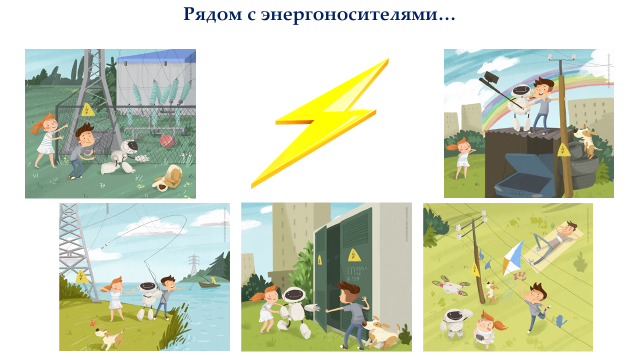 Рядом с энергоносителями…